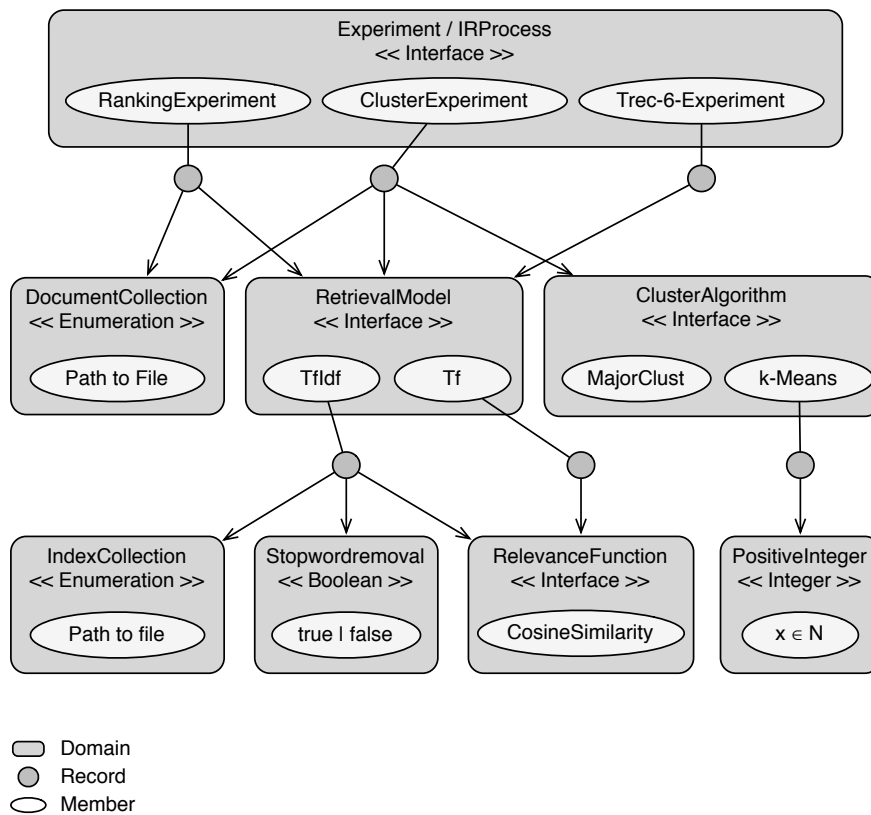 Experiment / IRProcess
<< Interface >>
RankingExperiment
ClusterExperiment
Trec-6-Experiment
DocumentCollection
<< Enumeration >>
Path to File
RetrievalModel
<< Interface >>
TfIdf
Tf
ClusterAlgorithm
<< Interface >>
MajorClust
k-Means
IndexCollection
<< Enumeration >>
Path to file
Stopwordremoval
<< Boolean >>
true | false
RelevanceFunction
<< Interface >>
CosineSimilarity
PositiveInteger
<< Integer >>
x ∈ N
Domain
Record
Member